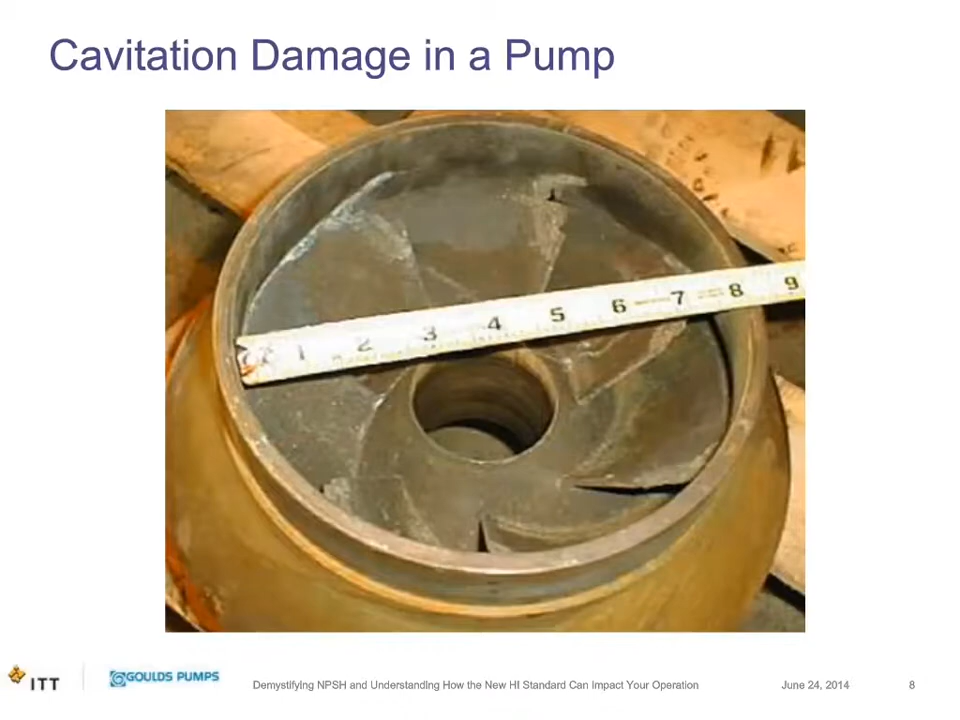 Cavitation Damage in a Pump
1 2 3 4 5 6 7 8 9
ITT
GOULDS PUMPS
Demystifying NPSH and Understanding How the New HI Standard Can Impact Your Operation
June 24, 2014
8